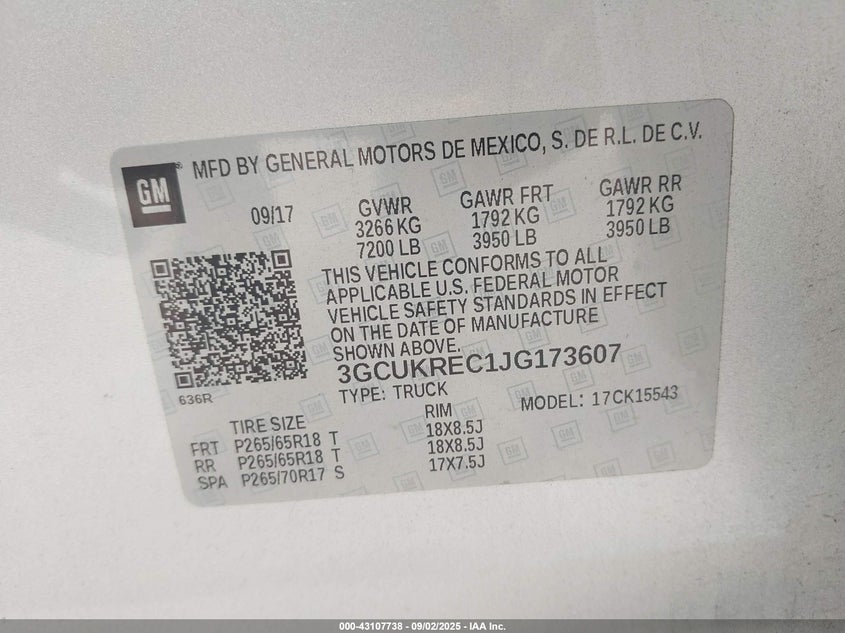 GM
® MFD BY GENERAL MOTORS DE MEXICO, S. DE R.L. DE C.V.
09/17 GVWR GAWR FRT GAWR RR
3266 KG 1792 KG 1792 KG
7200 LB 3950 LB 3950 LB
THIS VEHICLE CONFORMS TO ALL
APPLICABLE U.S. FEDERAL MOTOR
VEHICLE SAFETY STANDARDS IN EFFECT
ON THE DATE OF MANUFACTURE
SHOWN ABOVE.
3GCUKREC1JG173607
636R TYPE: TRUCK MODEL: 17CK15543
TIRE SIZE RIM
FRT P265/65R18 T 18X8.5J
RR P265/65R18 T 18X8.5J
SPA P265/70R17 S 17X7.5J
000-43107738 - 09/02/2025 - IAA Inc.